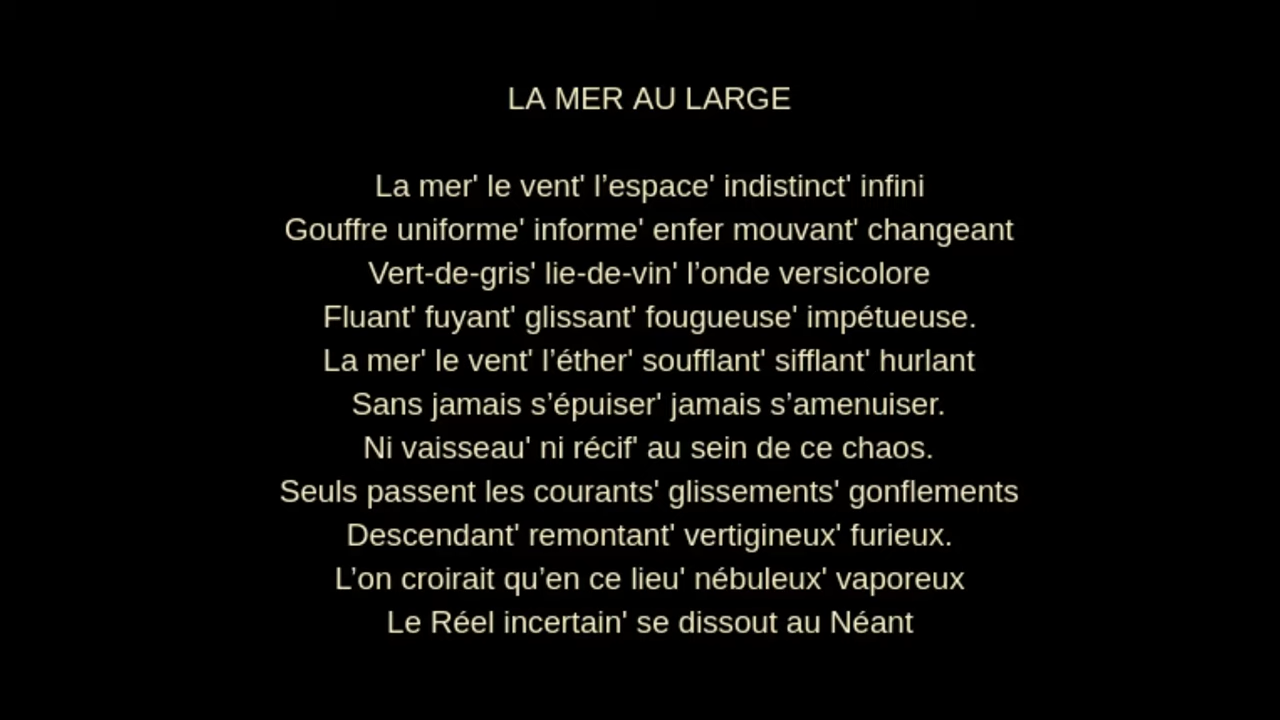 LA MER AU LARGE
La mer' le vent' l’espace' indistinct' infini
Gouffre uniforme' informe' enfer mouvant' changeant
Vert-de-gris' lie-de-vin' l’onde versicolore
Fluant' fuyant' glissant' fougueuse' impétueuse.
La mer' le vent' l’éther' soufflant' sifflant' hurlant
Sans jamais s’épuiser' jamais s’amenuiser.
Ni vaisseau' ni récif' au sein de ce chaos.
Seuls passent les courants' glissements' gonflements
Descendant' remontant' vertigineux' furieux.
L’on croirait qu’en ce lieu' nébuleux' vaporeux
Le Réel incertain' se dissout au Néant